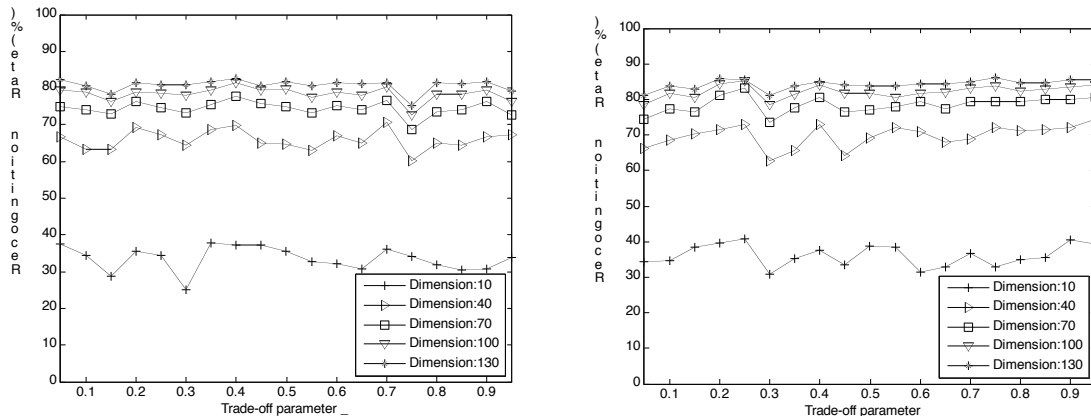 Recognition Rate(%)
100
90
80
70
60
50
40
30
20
10
0
Dimension:10
Dimension:40
Dimension:70
Dimension:100
Dimension:130
0.1 0.2 0.3 0.4 0.5 0.6 0.7 0.8 0.9
Trade-off parameter _
Recognition Rate(%)
100
90
80
70
60
50
40
30
20
10
0
Dimension:10
Dimension:40
Dimension:70
Dimension:100
Dimension:130
0.1 0.2 0.3 0.4 0.5 0.6 0.7 0.8 0.9
Trade-off parameter